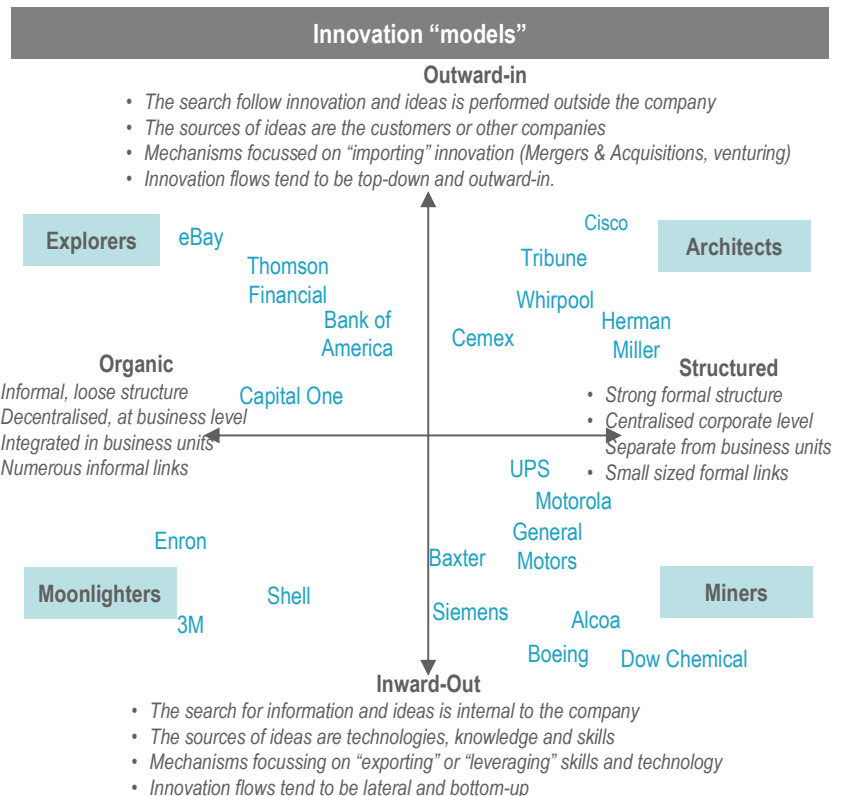 Innovation “models”
Outward-in
• The search follow innovation and ideas is performed outside the company
• The sources of ideas are the customers or other companies
• Mechanisms focussed on “importing” innovation (Mergers & Acquisitions, venturing)
• Innovation flows tend to be top-down and outward-in.
Explorers
eBay
Thomson
Financial
Bank of
America
Capital One
Cisco
Tribune
Architects
Whirpool
Cemex
Herman
Miller
Organic
Informal, loose structure
Decentralised, at business level
Integrated in business units
Numerous informal links
Structured
• Strong formal structure
• Centralised corporate level
Separate from business units
• Small sized formal links
Enron
Moonlighters
Shell
3M
UPS
Motorola
General
Motors
Baxter
Siemens
Miners
Alcoa
Boeing
Dow Chemical
Inward-Out
• The search for information and ideas is internal to the company
• The sources of ideas are technologies, knowledge and skills
• Mechanisms focussing on “exporting” or “leveraging” skills and technology
• Innovation flows tend to be lateral and bottom-up